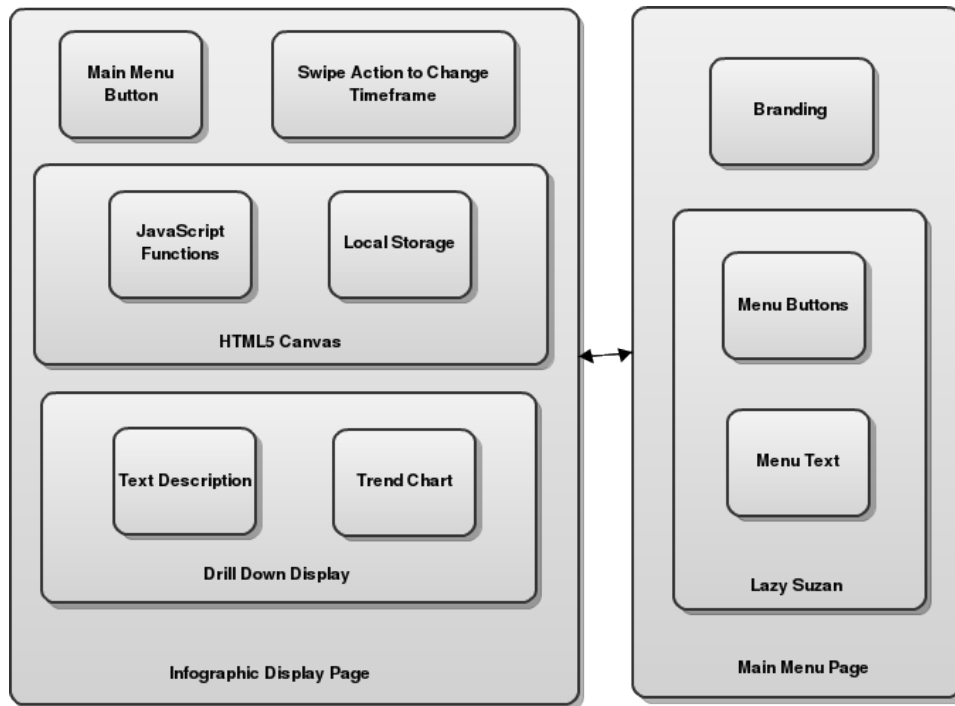 Main Menu
Button
Swipe Action to Change
Timeframe
JavaScript
Functions
Local Storage
HTML5 Canvas
Text Description
Trend Chart
Drill Down Display
Infographic Display Page
Branding
Menu Buttons
Menu Text
Lazy Suzan
Main Menu Page